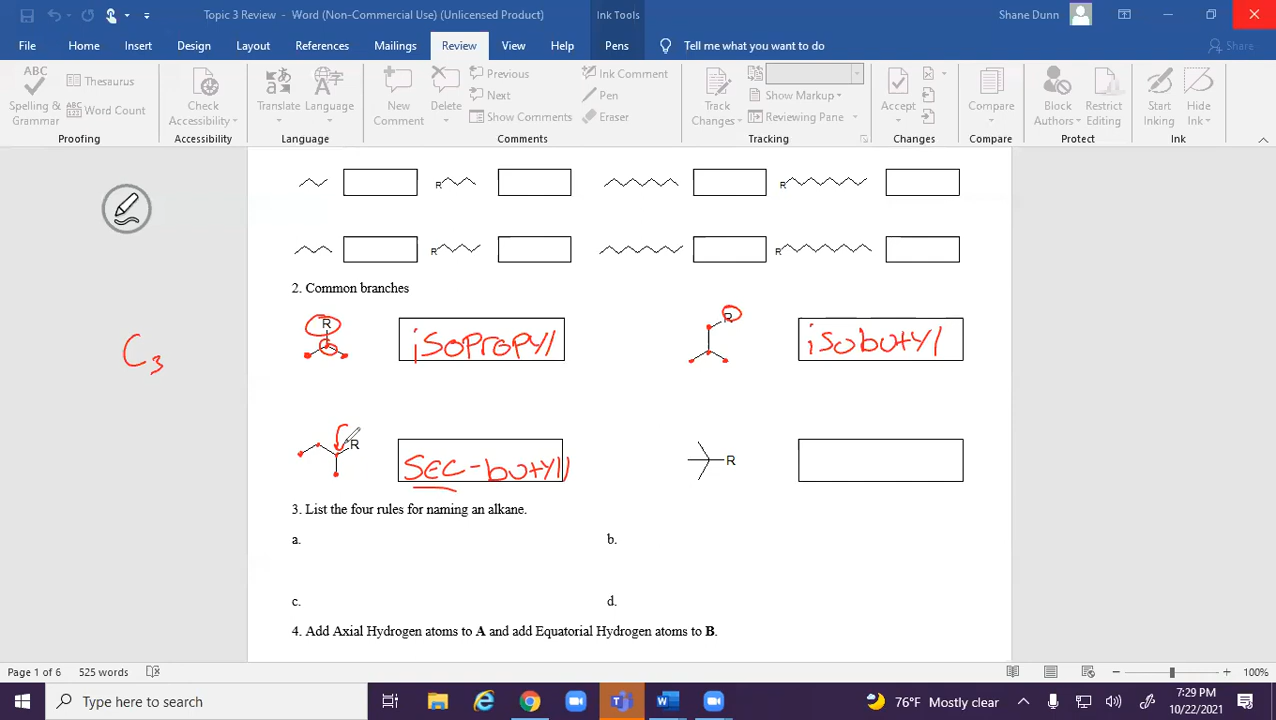 Topic 3 Review - Word (Non-Commercial Use) (Unlicensed Product)
Ink Tools
Shane Dunn
File Home Insert Design Layout References Mailings Review View Help Pens Tell me what you want to do Share
ABC
Spelling & Grammar
Thesaurus
Word Count
Check Accessibility
Translate
Language
New Comment
Delete
Previous
Next
Show Comments
Ink Comment
Pen
Eraser
Track Changes
Show Markup
Reviewing Pane
Accept
Compare
Block Authors
Restrict Editing
Start Inking
Hide Ink
Proofing Accessibility Language Comments Tracking Changes Compare Protect Ink
R R
R R
2. Common branches
R isopropyl R isobutyl
C3
R SEC-butyl R
3. List the four rules for naming an alkane.
a. b.
c. d.
4. Add Axial Hydrogen atoms to A and add Equatorial Hydrogen atoms to B.
Page 1 of 6 525 words 100%
Type here to search
76°F Mostly clear
7:29 PM
10/22/2021